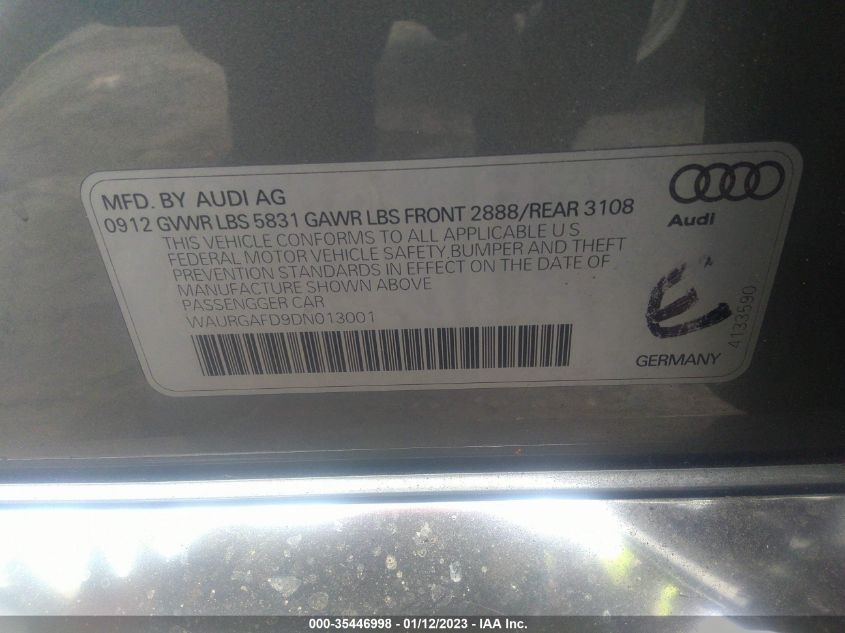 MFD. BY AUDI AG
0912 GVWR LBS 5831 GAWR LBS FRONT 2888/REAR 3108
THIS VEHICLE CONFORMS TO ALL APPLICABLE U S
FEDERAL MOTOR VEHICLE SAFETY,BUMPER AND THEFT
PREVENTION STANDARDS IN EFFECT ON THE DATE OF
MANUFACTURE SHOWN ABOVE
PASSENGGER CAR
WAURGAFD9DN013001
Audi
4133590
GERMANY
000-35446998 - 01/12/2023 - © IAA Inc.